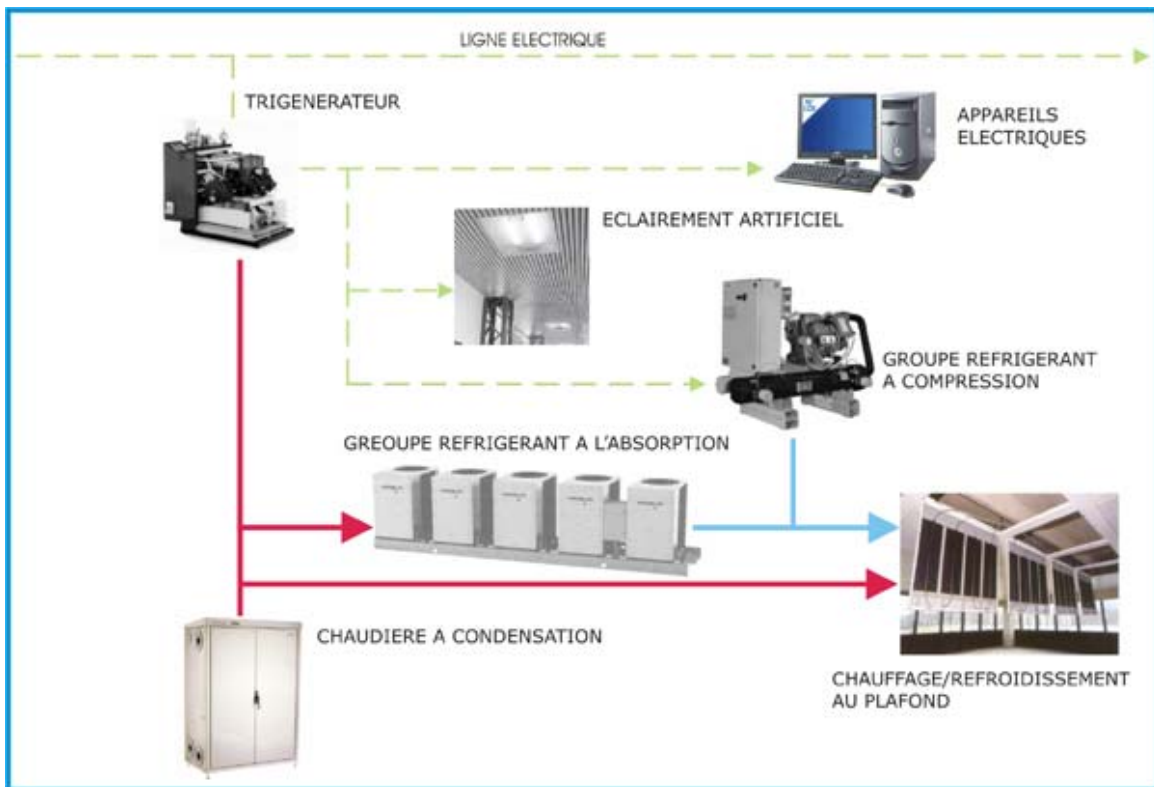 LIGNE ELECTRIQUE
TRIGENERATEUR
APPAREILS
ELECTRIQUES
ECLAIREMENT ARTIFICIEL
GROUPE REFRIGERANT
A COMPRESSION
GREOUPE REFRIGERANT A L'ABSORPTION
CHAUDIERE A CONDENSATION
CHAUFFAGE/REFROIDISSEMENT
AU PLAFOND